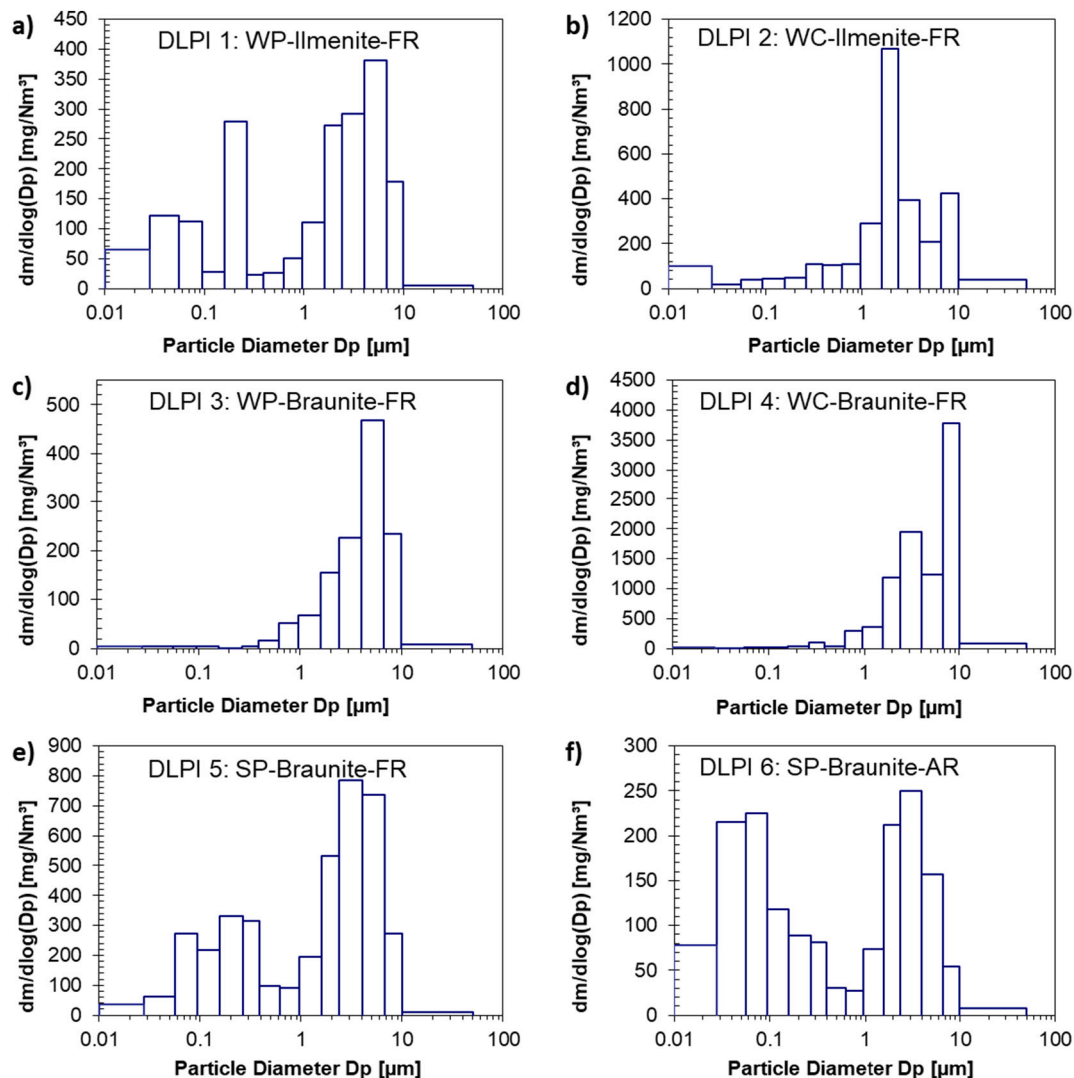 a)
DLPI 1: WP-Ilmenite-FR
dm/dlog(Dp) [mg/Nm³]
450
400
350
300
250
200
150
100
50
0
0.01 0.1 1 10 100
Particle Diameter Dp [µm]
b)
DLPI 2: WC-Ilmenite-FR
dm/dlog(Dp) [mg/Nm³]
1200
1000
800
600
400
200
0
0.01 0.1 1 10 100
Particle Diameter Dp [µm]
c)
DLPI 3: WP-Braunite-FR
dm/dlog(Dp) [mg/Nm³]
500
400
300
200
100
0
0.01 0.1 1 10 100
Particle Diameter Dp [µm]
d)
DLPI 4: WC-Braunite-FR
dm/dlog(Dp) [mg/Nm³]
4500
4000
3500
3000
2500
2000
1500
1000
500
0
0.01 0.1 1 10 100
Particle Diameter Dp [µm]
e)
DLPI 5: SP-Braunite-FR
dm/dlog(Dp) [mg/Nm³]
900
800
700
600
500
400
300
200
100
0
0.01 0.1 1 10 100
Particle Diameter Dp [µm]
f)
DLPI 6: SP-Braunite-AR
dm/dlog(Dp) [mg/Nm³]
300
250
200
150
100
50
0
0.01 0.1 1 10 100
Particle Diameter Dp [µm]